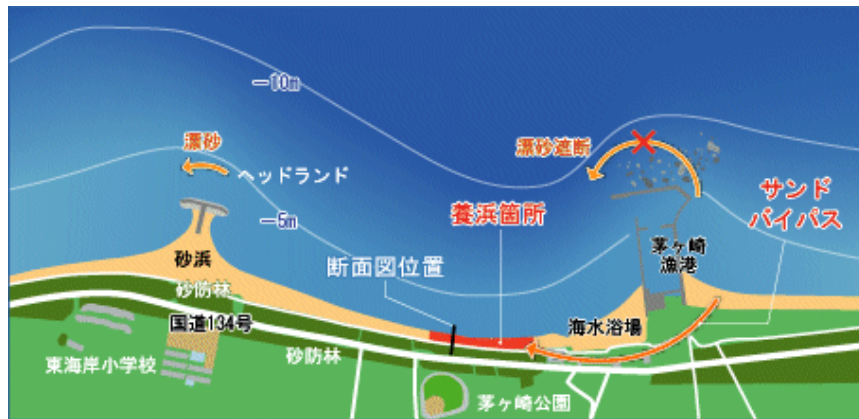 −10m
漂砂
ヘッドランド
−5m
漂砂遮断
サンド
バイパス
養浜箇所
茅ヶ崎
漁港
砂浜
断面図位置
砂防林
国道134号
海水浴場
東海岸小学校
砂防林
茅ヶ崎公園